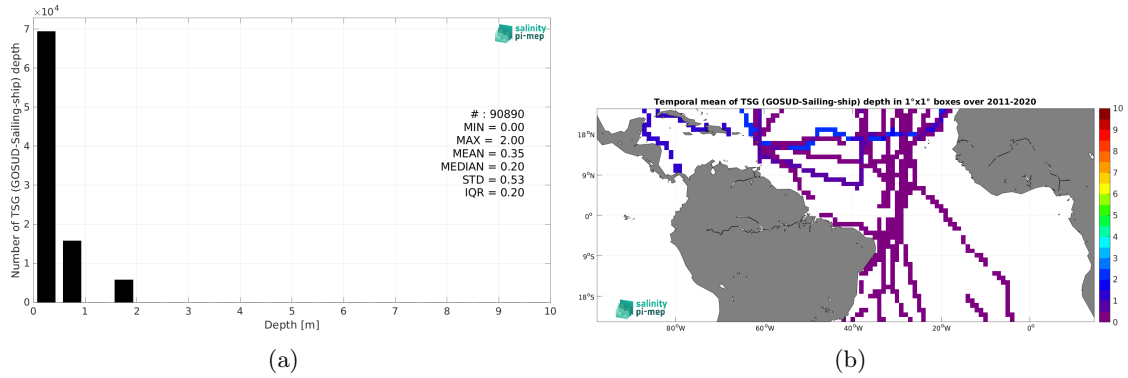 ×10⁴
7
6
5
4
3
2
1
0
Number of TSG (GOSUD-Sailing-ship) depth
salinity
pi-mep
# : 90890
MIN = 0.00
MAX = 2.00
MEAN = 0.35
MEDIAN = 0.20
STD = 0.53
IQR = 0.20
0 1 2 3 4 5 6 7 8 9 10
Depth [m]
(a)
Temporal mean of TSG (GOSUD-Sailing-ship) depth in 1°x1° boxes over 2011-2020
18°N
9°N
0°
9°S
18°S
salinity
pi-mep
80°W 60°W 40°W 20°W 0°
10
9
8
7
6
5
4
3
2
1
0
(b)